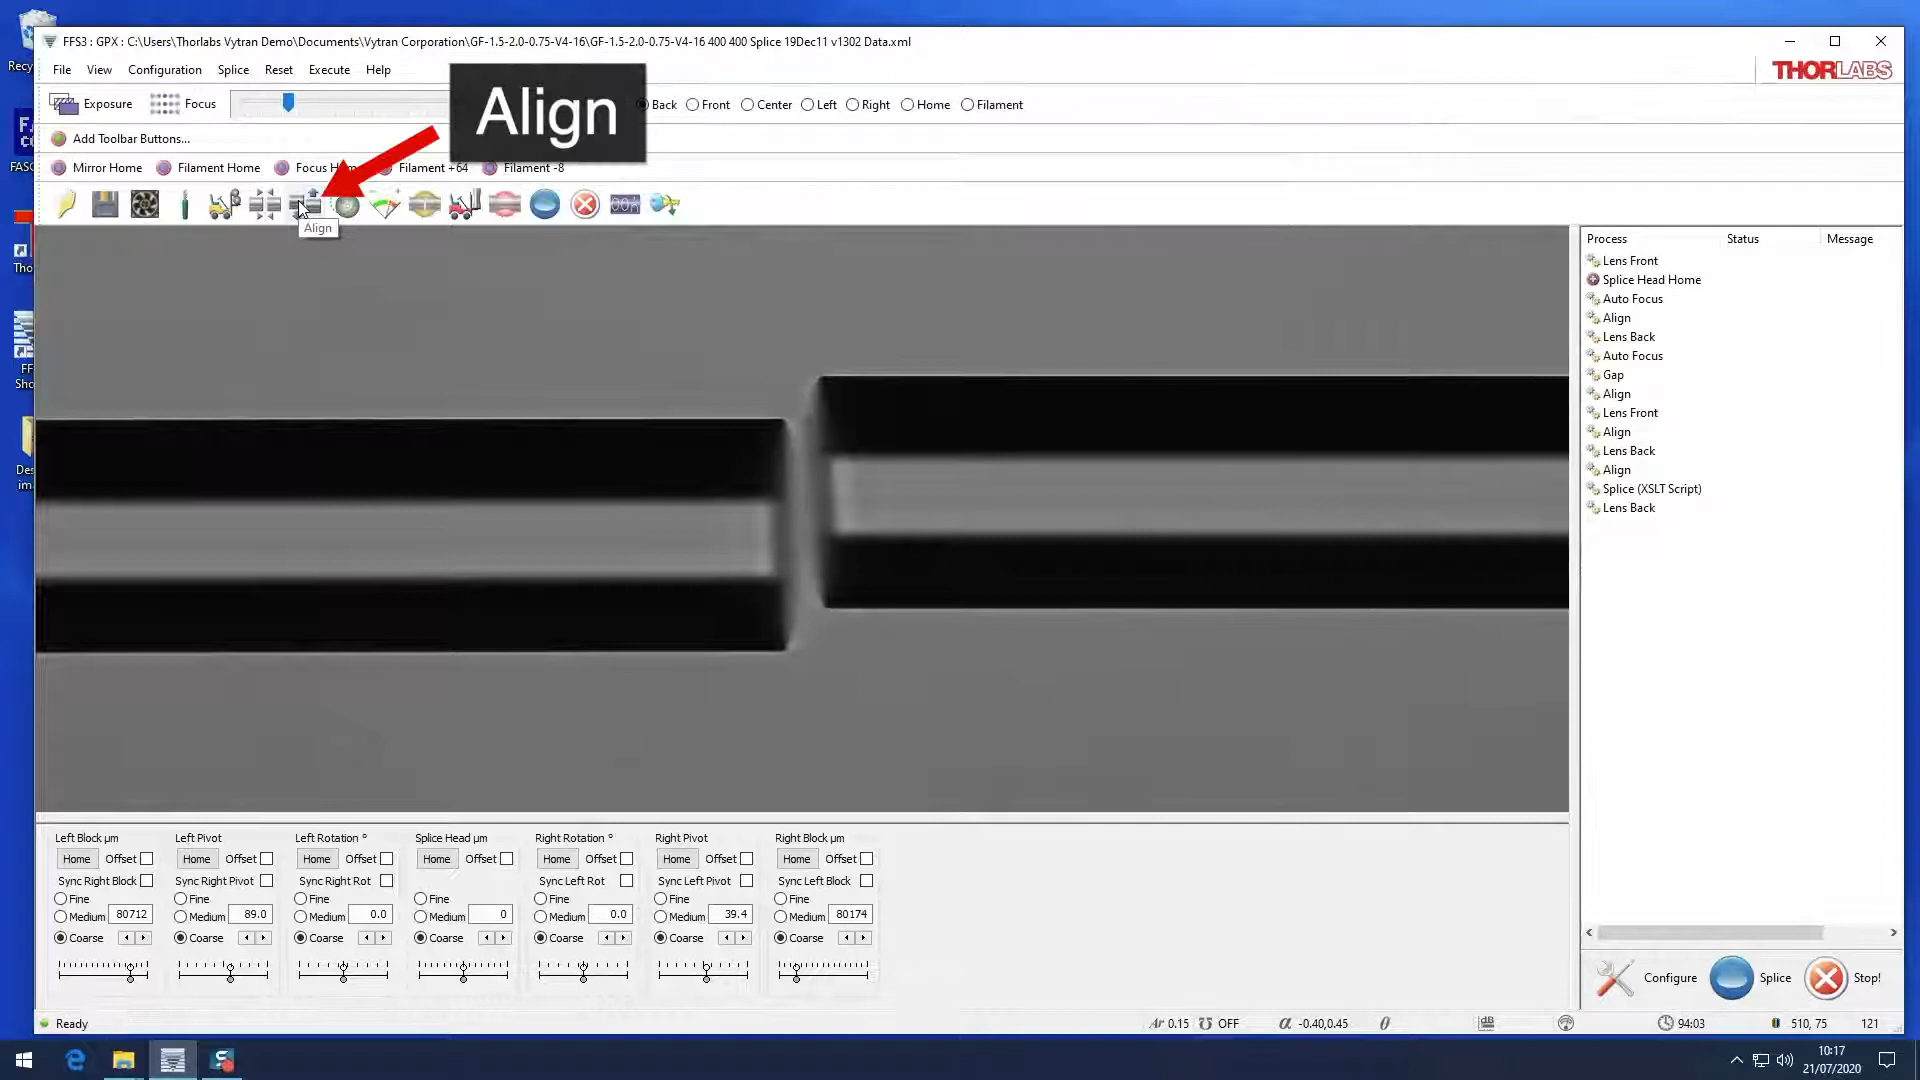 Recyc
FFS3 : GPX : C:\Users\Thorlabs Vytran Demo\Documents\Vytran Corporation\GF-1.5-2.0-0.75-V4-16\GF-1.5-2.0-0.75-V4-16 400 400 Splice 19Dec11 v1302 Data.xml
File View Configuration Splice Reset Execute Help
THORLABS
Align
Exposure Focus Back Front Center Left Right Home Filament
Add Toolbar Buttons...
Mirror Home Filament Home Focus H m Filament +64 Filament -8
Align
FASC
Tho
FF
Sho
Des
im
Process Status Message
Lens Front
Splice Head Home
Auto Focus
Align
Lens Back
Auto Focus
Gap
Align
Lens Front
Align
Lens Back
Align
Splice (XSLT Script)
Lens Back
Left Block µm Left Pivot Left Rotation ° Splice Head µm Right Rotation ° Right Pivot Right Block µm
Home Offset Home Offset Home Offset Home Offset Home Offset Home Offset Home Offset
Sync Right Block Sync Right Pivot Sync Right Rot Sync Left Rot Sync Left Pivot Sync Left Block
Fine Fine Fine Fine Fine Fine Fine
Medium 80712 Medium 89.0 Medium 0.0 Medium 0 Medium 0.0 Medium 39.4 Medium 80174
Coarse Coarse Coarse Coarse Coarse Coarse Coarse
Configure Splice Stop!
Ready Ar 0.15 OFF α -0.40,0.45 θ dB 94:03 510, 75 121
10:17
21/07/2020